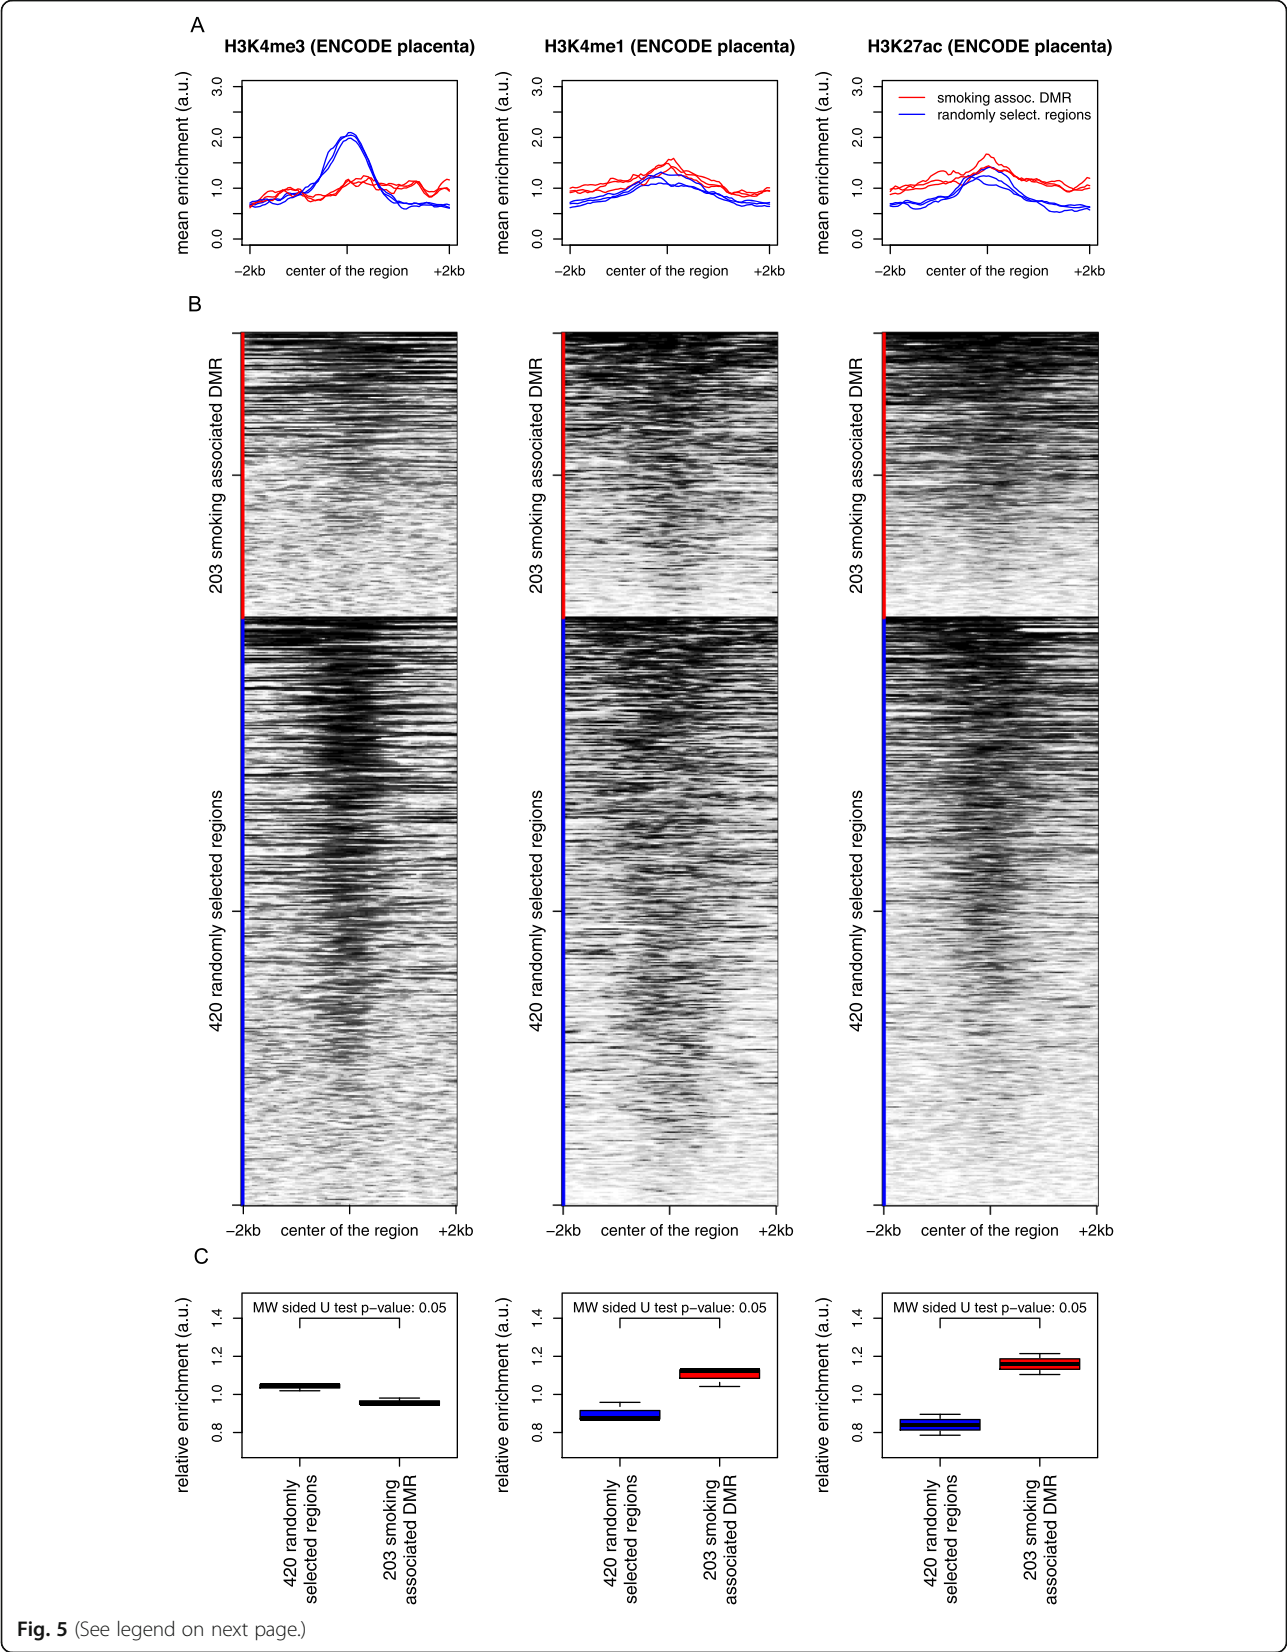 A
H3K4me3 (ENCODE placenta)
H3K4me1 (ENCODE placenta)
H3K27ac (ENCODE placenta)
mean enrichment (a.u.)
3.0
2.0
1.0
0.0
−2kb
center of the region
+2kb
mean enrichment (a.u.)
3.0
2.0
1.0
0.0
−2kb
center of the region
+2kb
mean enrichment (a.u.)
3.0
2.0
1.0
0.0
smoking assoc. DMR
randomly select. regions
−2kb
center of the region
+2kb
B
203 smoking associated DMR
420 randomly selected regions
−2kb
center of the region
+2kb
203 smoking associated DMR
420 randomly selected regions
−2kb
center of the region
+2kb
203 smoking associated DMR
420 randomly selected regions
−2kb
center of the region
+2kb
C
relative enrichment (a.u.)
1.4
1.2
1.0
0.8
MW sided U test p−value: 0.05
420 randomly
selected regions
203 smoking
associated DMR
relative enrichment (a.u.)
1.4
1.2
1.0
0.8
MW sided U test p−value: 0.05
420 randomly
selected regions
203 smoking
associated DMR
relative enrichment (a.u.)
1.4
1.2
1.0
0.8
MW sided U test p−value: 0.05
420 randomly
selected regions
203 smoking
associated DMR
Fig. 5 (See legend on next page.)